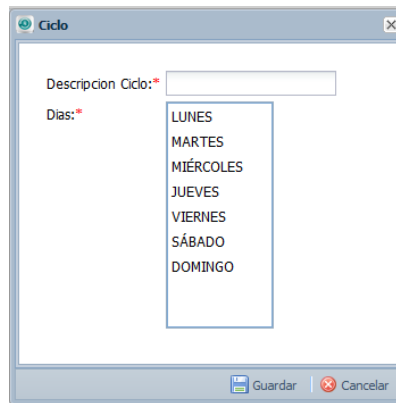 Ciclo
Descripcion Ciclo:*
Dias:*
LUNES
MARTES
MIÉRCOLES
JUEVES
VIERNES
SÁBADO
DOMINGO
Guardar
Cancelar